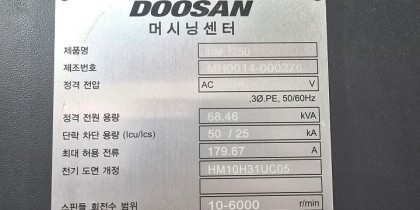 DOOSAN
머시닝센터
제품명
제조번호 MH0014-000276
정격 전압 AC V
,3Ø.PE, 50/60Hz
정격 전원 용량 68.46 kVA
단락 차단 용량 (Icu/Ics) 50 / 25 kA
최대 허용 전류 179.67 A
전기 도면 개정 HM10H31UC05
스핀들 회전수 범위 10-6000 r/min